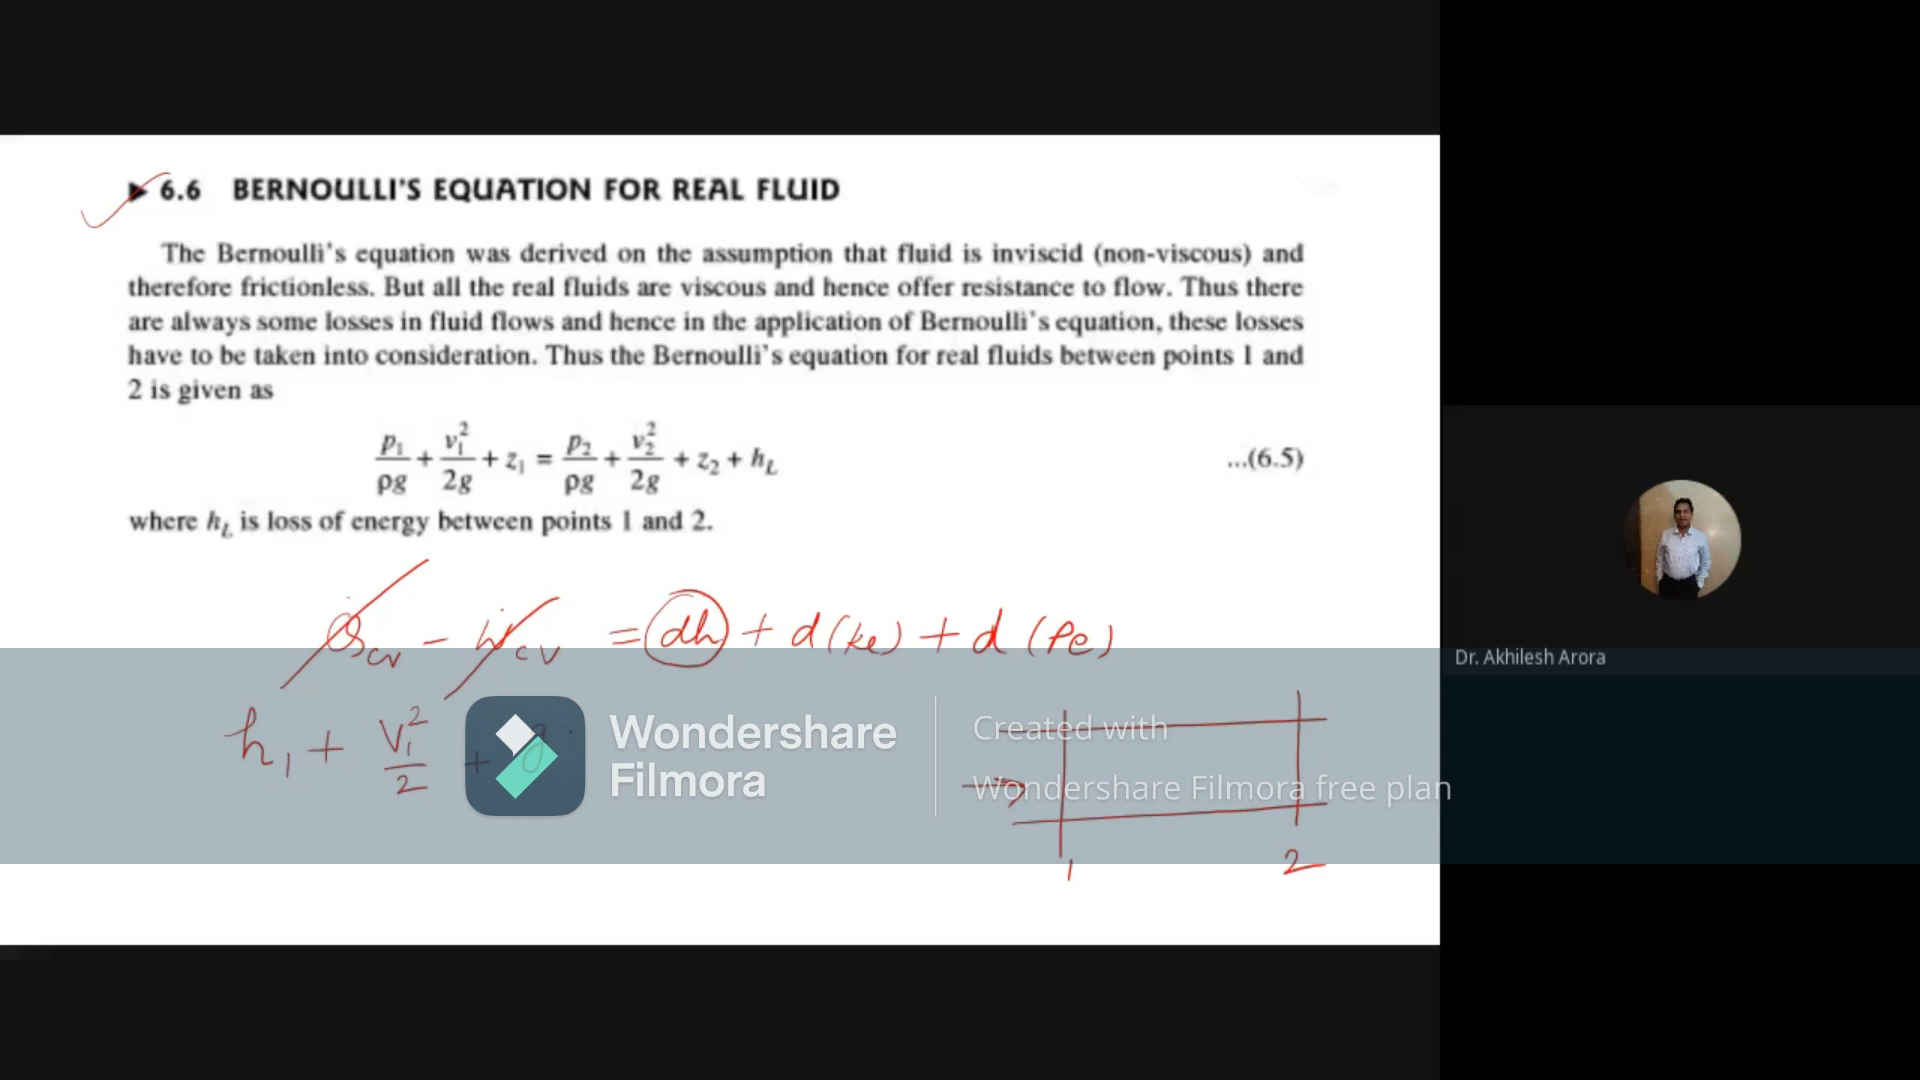 ▶ 6.6 BERNOULLI'S EQUATION FOR REAL FLUID
The Bernoulli's equation was derived on the assumption that fluid is inviscid (non-viscous) and
therefore frictionless. But all the real fluids are viscous and hence offer resistance to flow. Thus there
are always some losses in fluid flows and hence in the application of Bernoulli's equation, these losses
have to be taken into consideration. Thus the Bernoulli's equation for real fluids between points 1 and
2 is given as
p₁/ρg + v₁²/2g + z₁ = p₂/ρg + v₂²/2g + z₂ + h_L ...(6.5)
where h_L is loss of energy between points 1 and 2.
Q_cv - Ẇ_cv = dh + d(ke) + d(Pe)
Dr. Akhilesh Arora
h₁ + V₁²/2 + g
Wondershare
Filmora
Created with
Wondershare Filmora free plan
1 2